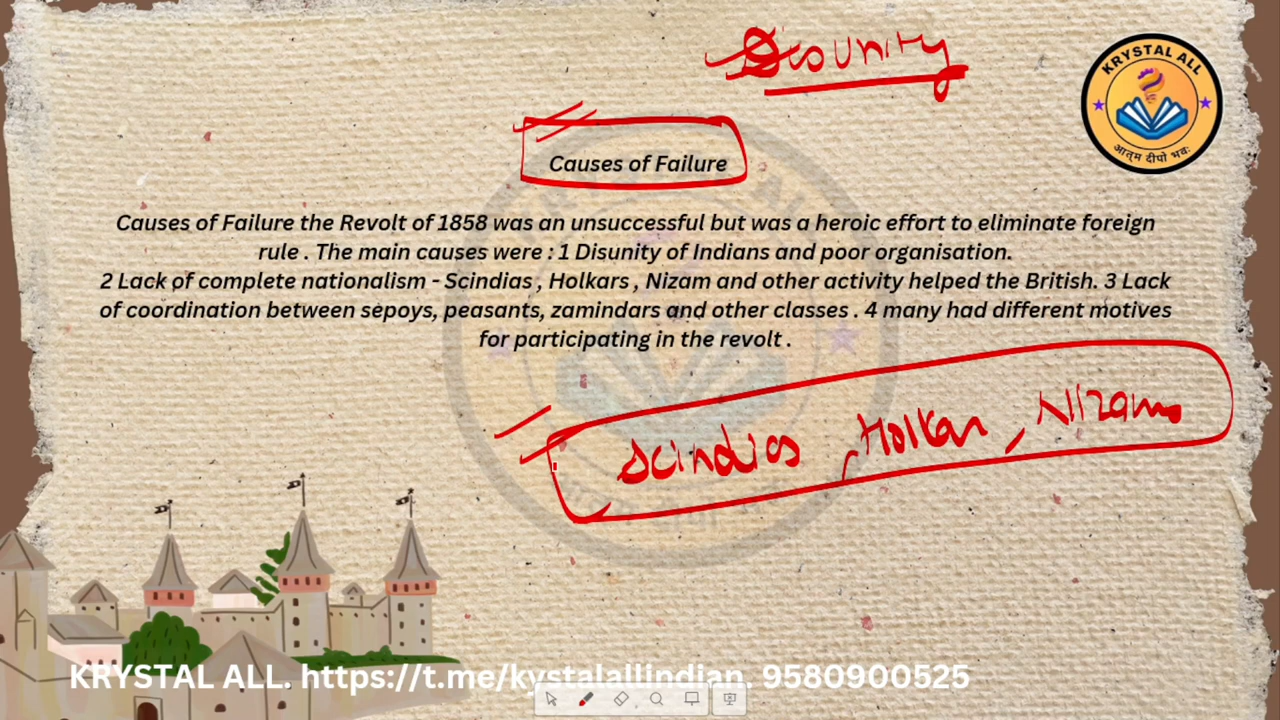 Disunity
KRYSTAL ALL
आत्म दीपो भवः
Causes of Failure
Causes of Failure the Revolt of 1858 was an unsuccessful but was a heroic effort to eliminate foreign
rule . The main causes were : 1 Disunity of Indians and poor organisation.
2 Lack of complete nationalism - Scindias , Holkars , Nizam and other activity helped the British. 3 Lack
of coordination between sepoys, peasants, zamindars and other classes . 4 many had different motives
for participating in the revolt .
Scindias , Holkar , Nizam
KRYSTAL ALL. https://t.me/kystalallindian. 9580900525